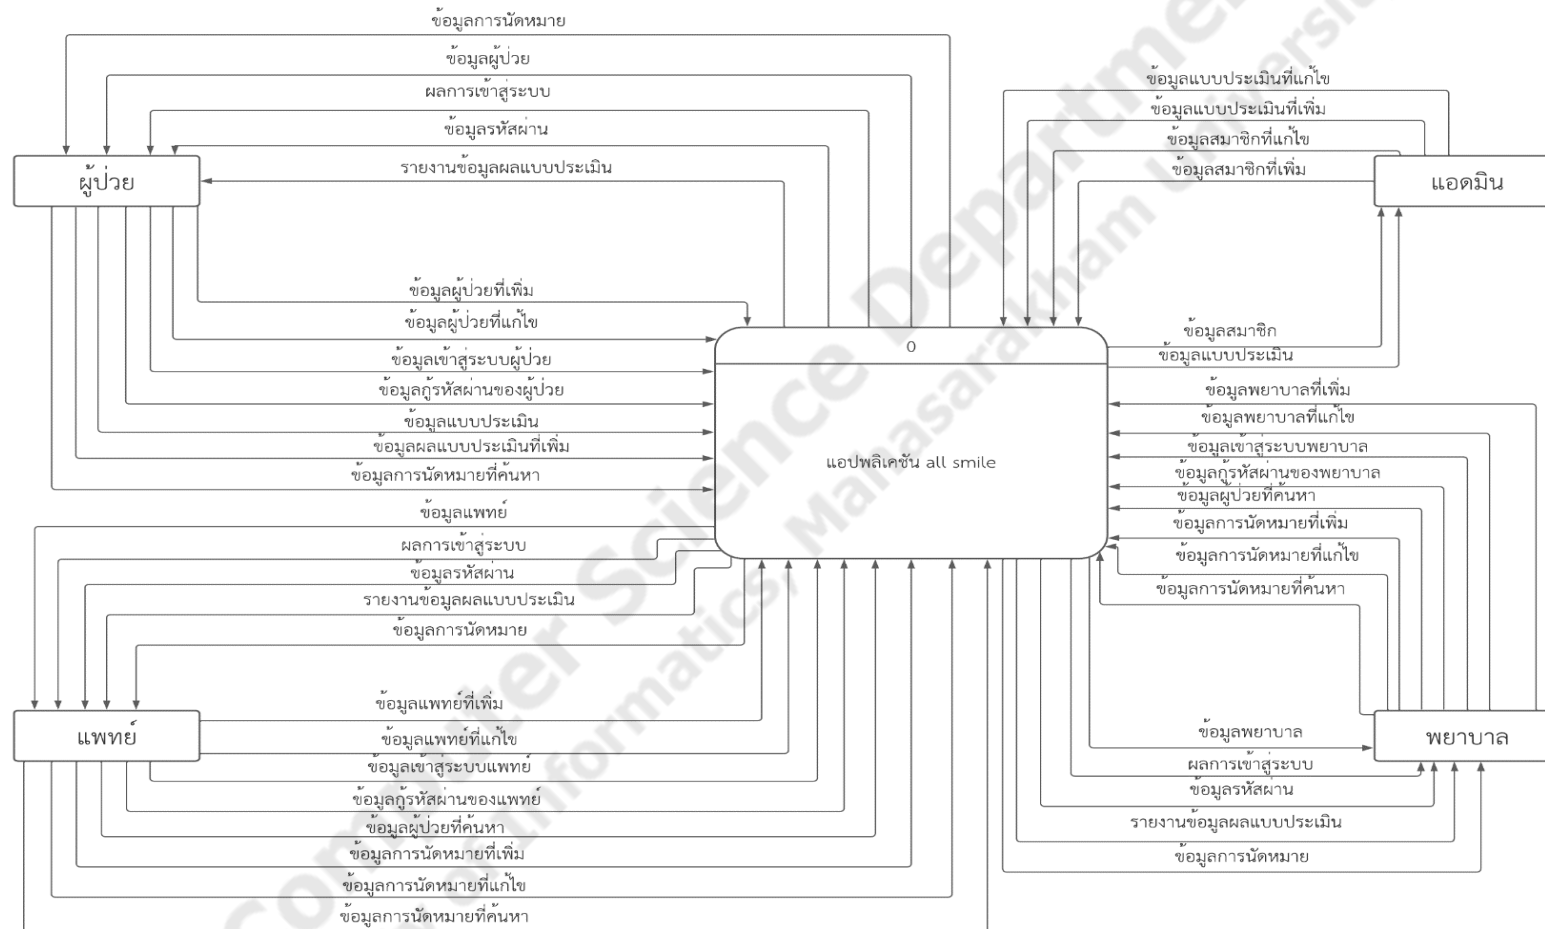 ข้อมูลการนัดหมาย
ข้อมูลผู้ป่วย
ผลการเข้าสู่ระบบ
ข้อมูลรหัสผ่าน
รายงานข้อมูลผลแบบประเมิน
ผู้ป่วย
ข้อมูลผู้ป่วยที่เพิ่ม
ข้อมูลผู้ป่วยที่แก้ไข
ข้อมูลเข้าสู่ระบบผู้ป่วย
ข้อมูลกู้รหัสผ่านของผู้ป่วย
ข้อมูลแบบประเมิน
ข้อมูลผลแบบประเมินที่เพิ่ม
ข้อมูลการนัดหมายที่ค้นหา
ข้อมูลแบบประเมินที่แก้ไข
ข้อมูลแบบประเมินที่เพิ่ม
ข้อมูลสมาชิกที่แก้ไข
ข้อมูลสมาชิกที่เพิ่ม
แอดมิน
ข้อมูลสมาชิก
ข้อมูลแบบประเมิน
0
แอปพลิเคชัน all smile
ข้อมูลแพทย์
ผลการเข้าสู่ระบบ
ข้อมูลรหัสผ่าน
รายงานข้อมูลผลแบบประเมิน
ข้อมูลการนัดหมาย
แพทย์
ข้อมูลแพทย์ที่เพิ่ม
ข้อมูลแพทย์ที่แก้ไข
ข้อมูลเข้าสู่ระบบแพทย์
ข้อมูลกู้รหัสผ่านของแพทย์
ข้อมูลผู้ป่วยที่ค้นหา
ข้อมูลการนัดหมายที่เพิ่ม
ข้อมูลการนัดหมายที่แก้ไข
ข้อมูลการนัดหมายที่ค้นหา
ข้อมูลพยาบาลที่เพิ่ม
ข้อมูลพยาบาลที่แก้ไข
ข้อมูลเข้าสู่ระบบพยาบาล
ข้อมูลกู้รหัสผ่านของพยาบาล
ข้อมูลผู้ป่วยที่ค้นหา
ข้อมูลการนัดหมายที่เพิ่ม
ข้อมูลการนัดหมายที่แก้ไข
ข้อมูลการนัดหมายที่ค้นหา
พยาบาล
ข้อมูลพยาบาล
ผลการเข้าสู่ระบบ
ข้อมูลรหัสผ่าน
รายงานข้อมูลผลแบบประเมิน
ข้อมูลการนัดหมาย
Computer Science Department
of Informatics, Mahasarakham